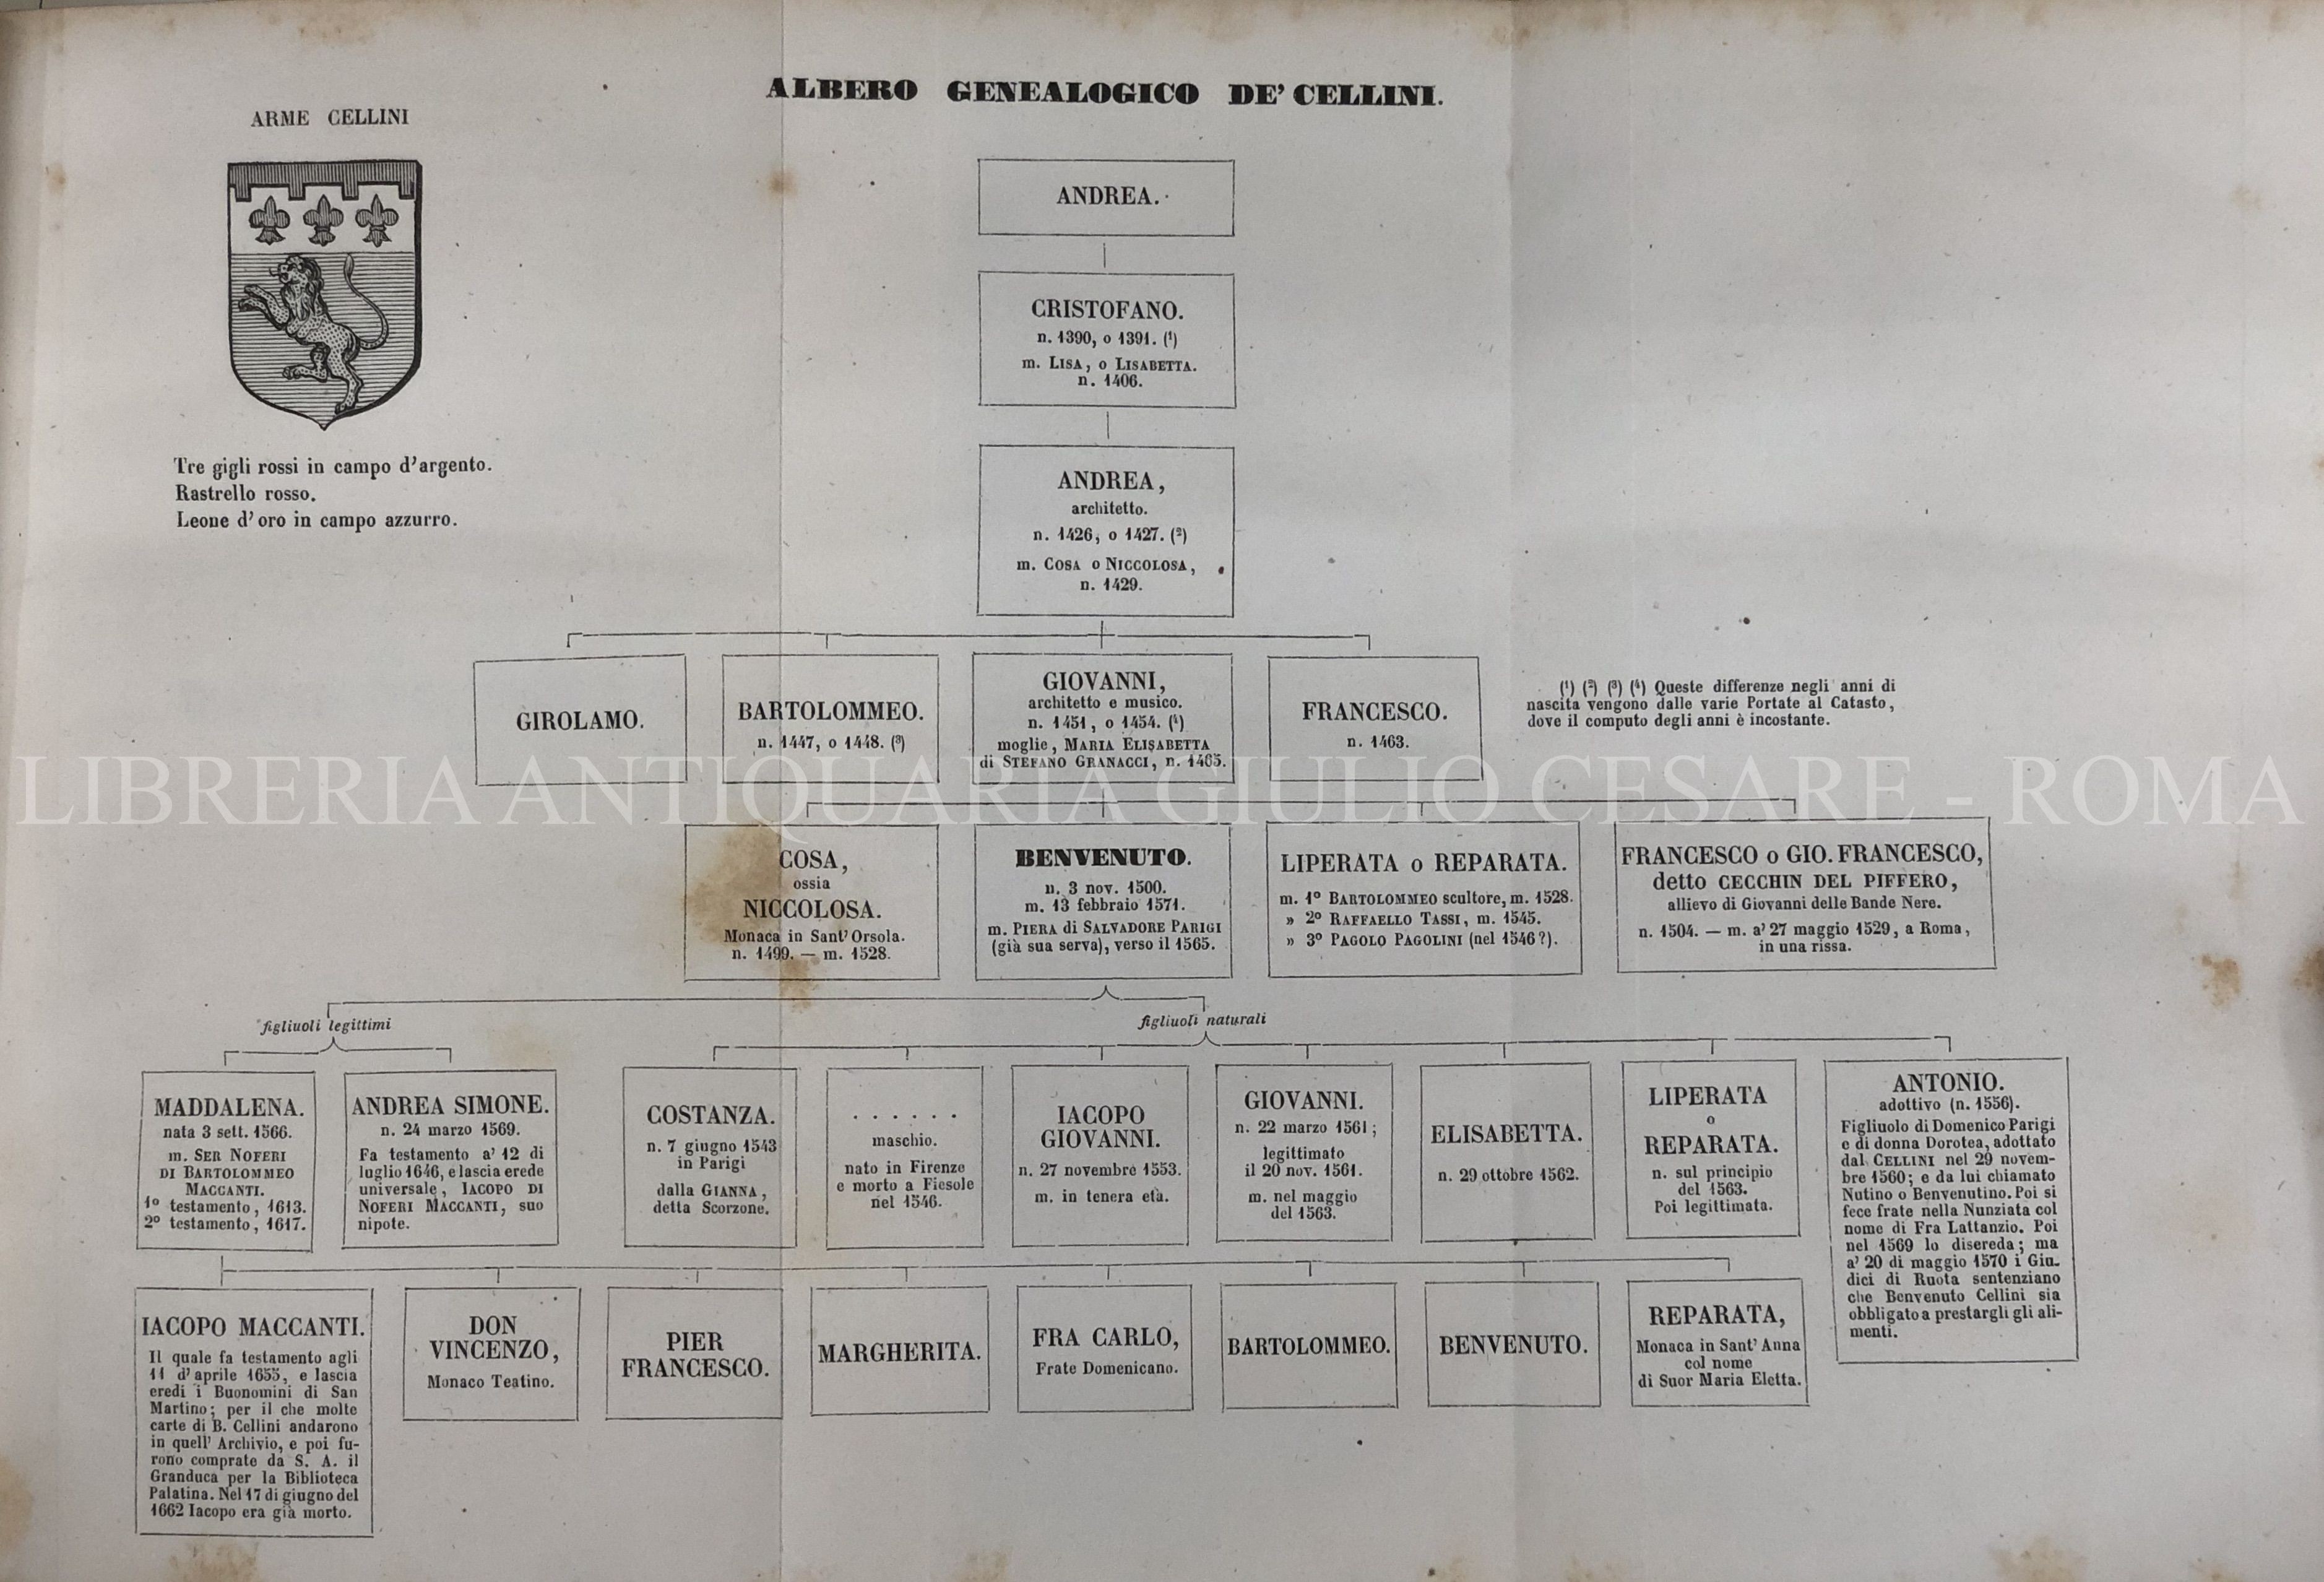 ALBERO GENEALOGICO DE' CELLINI.
ARME CELLINI
Tre gigli rossi in campo d'argento.
Rastrello rosso.
Leone d'oro in campo azzurro.
ANDREA.
CRISTOFANO.
n. 1390, o 1391. (¹)
m. LISA, o LISABETTA.
n. 1406.
ANDREA,
architetto.
n. 1426, o 1427. (²)
m. COSA o NICCOLOSA,
n. 1429.
GIROLAMO.
BARTOLOMMEO.
n. 1447, o 1448. (³)
GIOVANNI,
architetto e musico.
n. 1451, o 1454. (⁴)
moglie, MARIA ELISABETTA
di STEFANO GRANACCI, n. 1465.
FRANCESCO.
n. 1463.
(¹) (²) (³) (⁴) Queste differenze negli anni di
nascita vengono dalle varie Portate al Catasto,
dove il computo degli anni è incostante.
LIBRERIA ANTIQUARIA GIULIO CESARE - ROMA
COSA,
ossia
NICCOLOSA.
Monaca in Sant'Orsola.
n. 1499. — m. 1528.
BENVENUTO.
n. 3 nov. 1500.
m. 13 febbraio 1571.
m. PIERA di SALVADORE PARIGI
(già sua serva), verso il 1565.
LIPERATA o REPARATA.
m. 1º BARTOLOMMEO scultore, m. 1528.
» 2º RAFFAELLO TASSI, m. 1545.
» 3º PAGOLO PAGOLINI (nel 1546?).
FRANCESCO o GIO. FRANCESCO,
detto CECCHIN DEL PIFFERO,
allievo di Giovanni delle Bande Nere.
n. 1504. — m. a' 27 maggio 1529, a Roma,
in una rissa.
figliuoli legittimi
figliuoli naturali
MADDALENA.
nata 3 sett. 1566.
m. SER NOFERI
DI BARTOLOMMEO
MACCANTI.
1º testamento, 1613.
2º testamento, 1617.
ANDREA SIMONE.
n. 24 marzo 1569.
Fa testamento a' 12 di
luglio 1646, e lascia erede
universale, IACOPO DI
NOFERI MACCANTI, suo
nipote.
COSTANZA.
n. 7 giugno 1543
in Parigi
dalla GIANNA,
detta Scorzone.
......
maschio.
nato in Firenze
e morto a Fiesole
nel 1546.
IACOPO
GIOVANNI.
n. 27 novembre 1553.
m. in tenera età.
GIOVANNI.
n. 22 marzo 1561;
legittimato
il 20 nov. 1561.
m. nel maggio
del 1563.
ELISABETTA.
n. 29 ottobre 1562.
LIPERATA
o
REPARATA.
n. sul principio
del 1563.
Poi legittimata.
ANTONIO.
adottivo (n. 1556).
Figliuolo di Domenico Parigi
e di donna Dorotea, adottato
dal CELLINI nel 29 novem-
bre 1560; e da lui chiamato
Nutino o Benvenutino. Poi si
fece frate nella Nunziata col
nome di Fra Lattanzio. Poi
nel 1569 lo disereda; ma
a' 20 di maggio 1570 i Giu-
dici di Ruota sentenziano
che Benvenuto Cellini sia
obbligato a prestargli gli ali-
menti.
IACOPO MACCANTI.
Il quale fa testamento agli
11 d'aprile 1655, e lascia
eredi i Buonomini di San
Martino; per il che molte
carte di B. Cellini andarono
in quell' Archivio, e poi fu-
rono comprate da S. A. il
Granduca per la Biblioteca
Palatina. Nel 17 di giugno del
1662 Iacopo era già morto.
DON
VINCENZO,
Monaco Teatino.
PIER
FRANCESCO.
MARGHERITA.
FRA CARLO,
Frate Domenicano.
BARTOLOMMEO.
BENVENUTO.
REPARATA,
Monaca in Sant' Anna
col nome
di Suor Maria Eletta.